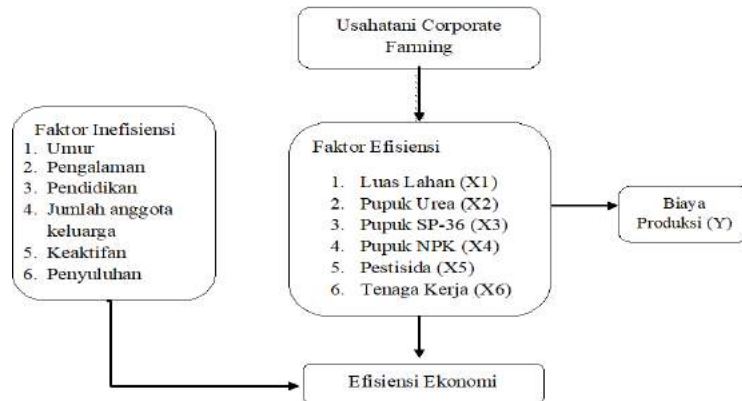 Usahatani Corporate
Farming
Faktor Inefisiensi
1. Umur
2. Pengalaman
3. Pendidikan
4. Jumlah anggota
keluarga
5. Keaktifan
6. Penyuluhan
Faktor Efisiensi
1. Luas Lahan (X1)
2. Pupuk Urea (X2)
3. Pupuk SP-36 (X3)
4. Pupuk NPK (X4)
5. Pestisida (X5)
6. Tenaga Kerja (X6)
Biaya
Produksi (Y)
Efisiensi Ekonomi